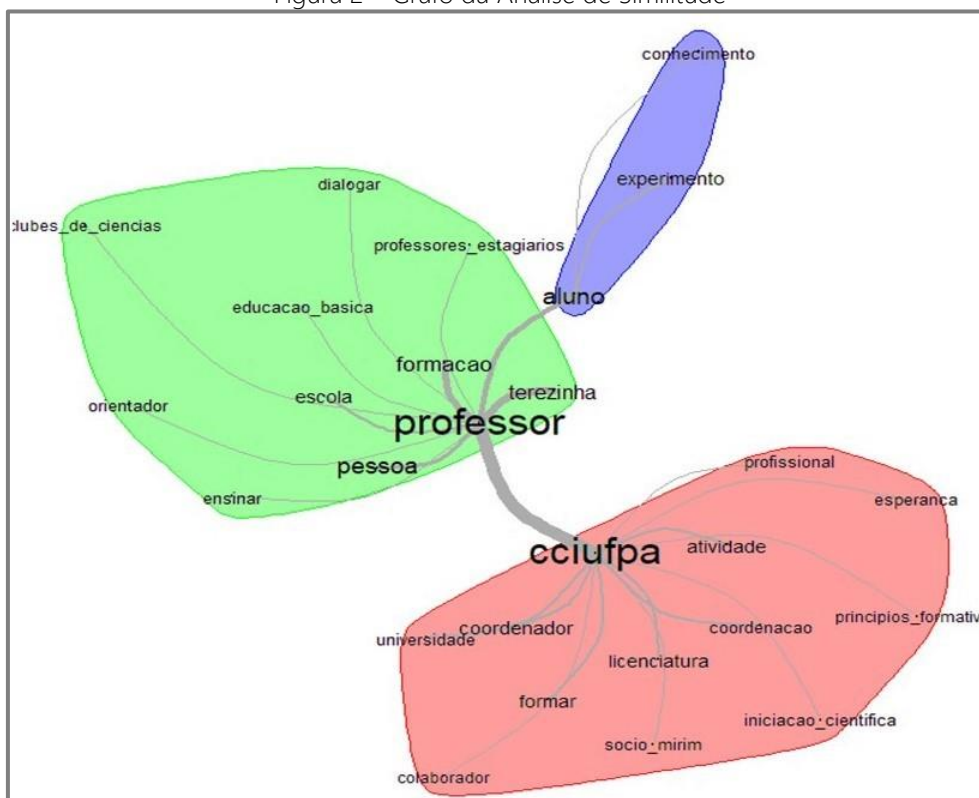 Figura 2 – Grafo da Análise de Similitude
conhecimento
experimento
dialogar
clubes_de_ciencias
professores_estagiarios
aluno
educacao_basica
formacao
terezinha
escola
orientador
professor
pessoa
profissional
ensinar
esperanca
cciufpa
atividade
principios_formativ
coordenador
coordenacao
universidade
licenciatura
formar
iniciacao_cientifica
socio_mirim
colaborador